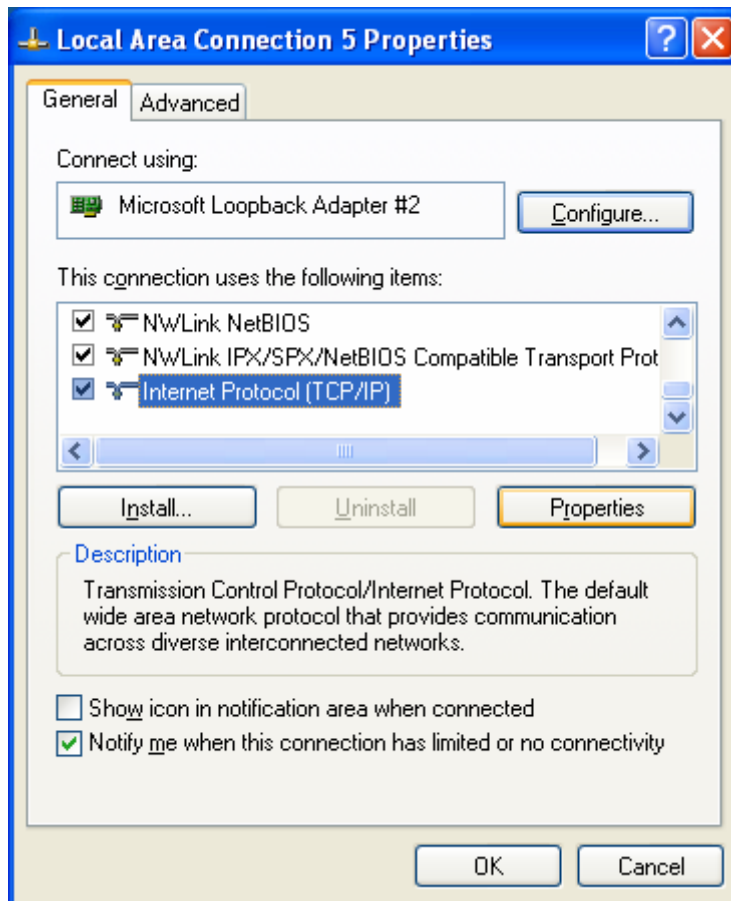 Local Area Connection 5 Properties
General
Advanced
Connect using:
Microsoft Loopback Adapter #2
Configure...
This connection uses the following items:
NWLink NetBIOS
NWLink IPX/SPX/NetBIOS Compatible Transport Prot
Internet Protocol (TCP/IP)
Install...
Uninstall
Properties
Description
Transmission Control Protocol/Internet Protocol. The default
wide area network protocol that provides communication
across diverse interconnected networks.
Show icon in notification area when connected
Notify me when this connection has limited or no connectivity
OK
Cancel